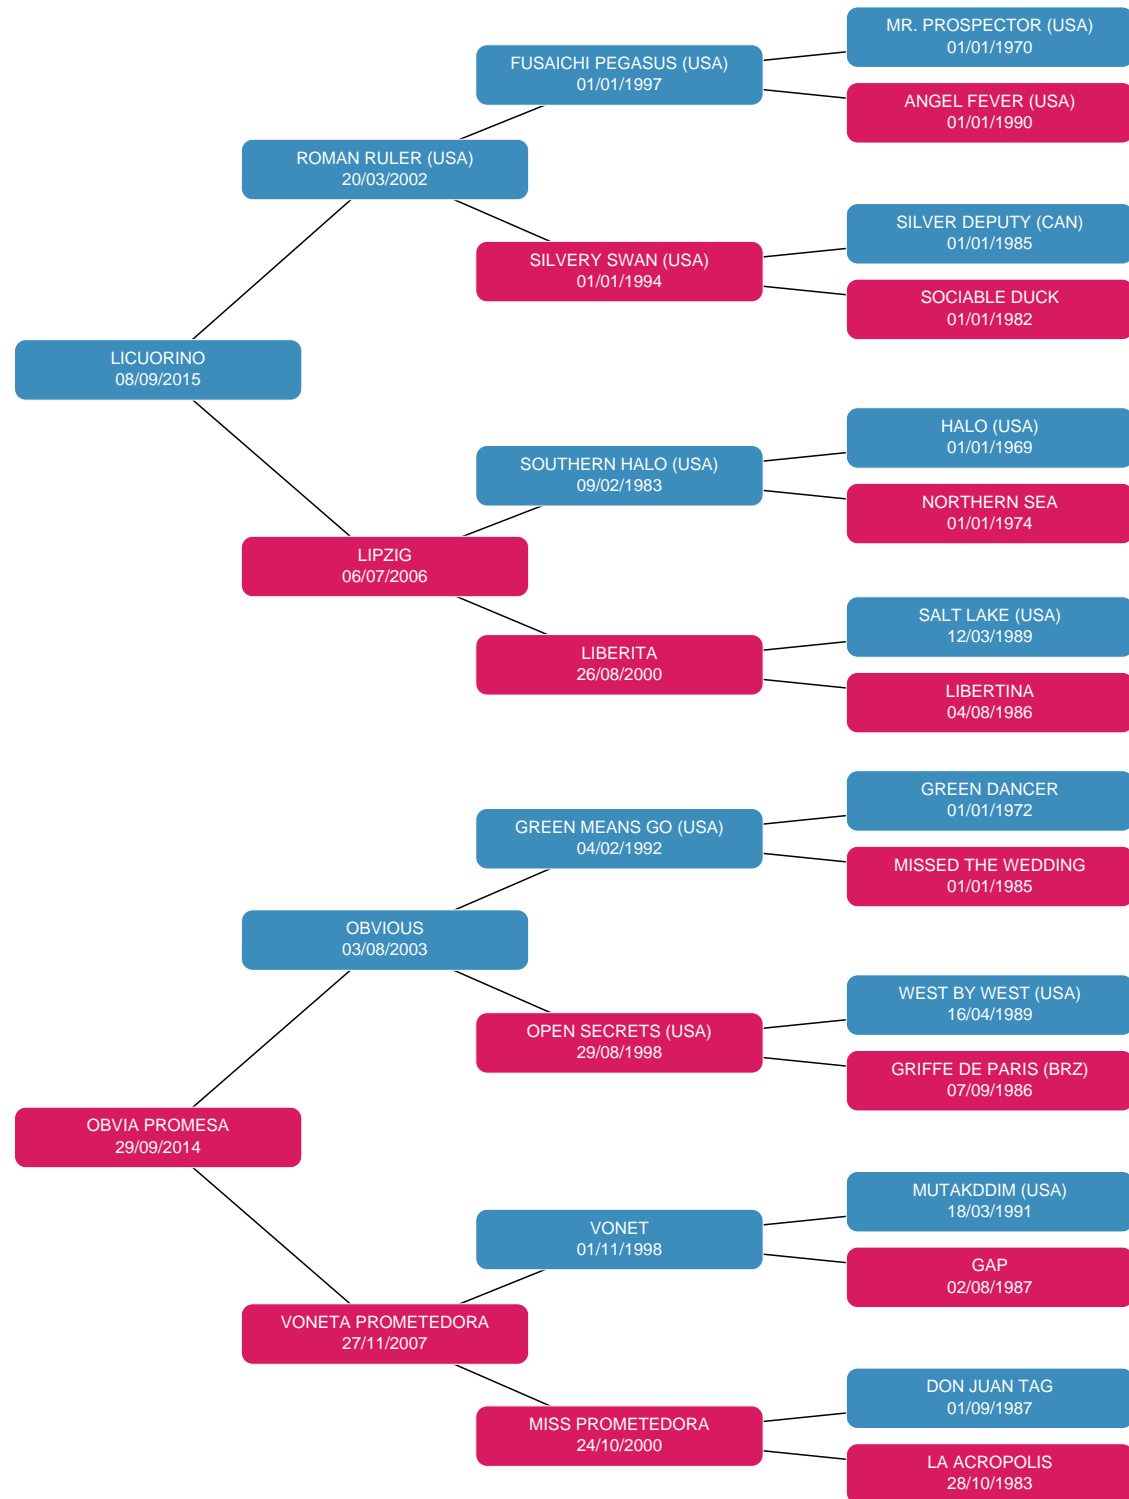 MR. PROSPECTOR (USA)
01/01/1970
FUSAICHI PEGASUS (USA)
01/01/1997
ANGEL FEVER (USA)
01/01/1990
ROMAN RULER (USA)
20/03/2002
SILVER DEPUTY (CAN)
01/01/1985
SILVERY SWAN (USA)
01/01/1994
SOCIABLE DUCK
01/01/1982
LICUORINO
08/09/2015
HALO (USA)
01/01/1969
SOUTHERN HALO (USA)
09/02/1983
NORTHERN SEA
01/01/1974
LIPZIG
06/07/2006
SALT LAKE (USA)
12/03/1989
LIBERITA
26/08/2000
LIBERTINA
04/08/1986
GREEN DANCER
01/01/1972
GREEN MEANS GO (USA)
04/02/1992
MISSED THE WEDDING
01/01/1985
OBVIOUS
03/08/2003
WEST BY WEST (USA)
16/04/1989
OPEN SECRETS (USA)
29/08/1998
GRIFFE DE PARIS (BRZ)
07/09/1986
OBVIA PROMESA
29/09/2014
MUTAKDDIM (USA)
18/03/1991
VONET
01/11/1998
GAP
02/08/1987
VONETA PROMETEDORA
27/11/2007
DON JUAN TAG
01/09/1987
MISS PROMETEDORA
24/10/2000
LA ACROPOLIS
28/10/1983